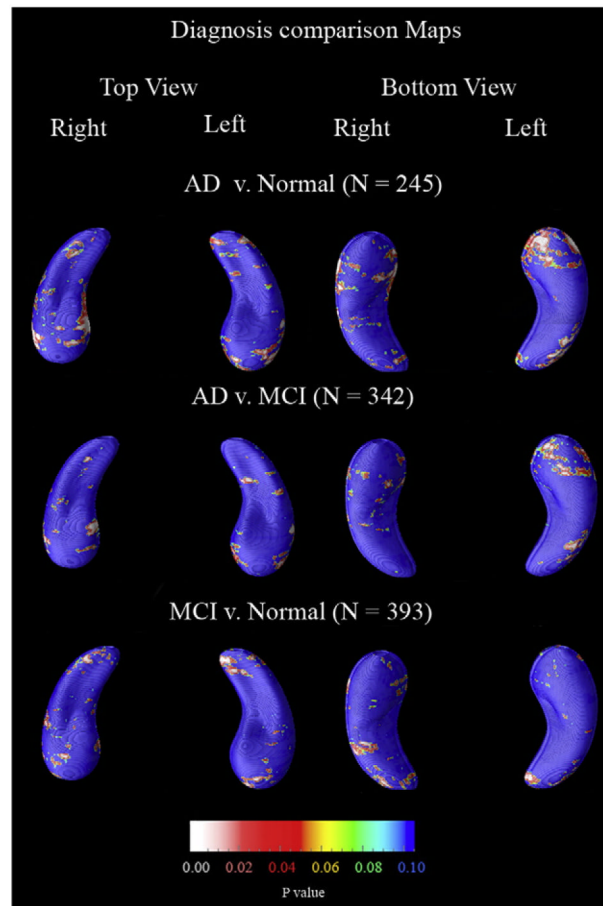 Diagnosis comparison Maps
Top View Bottom View
Right Left Right Left
AD v. Normal (N = 245)
AD v. MCI (N = 342)
MCI v. Normal (N = 393)
0.00 0.02 0.04 0.06 0.08 0.10
P value